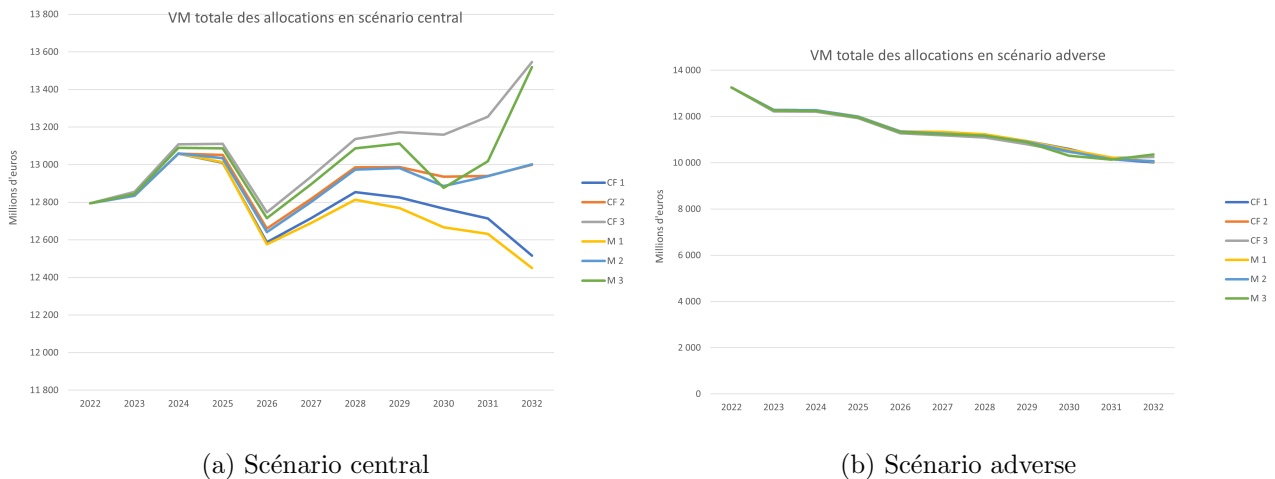 VM totale des allocations en scénario central
Millions d'euros
13 800
13 600
13 400
13 200
13 000
12 800
12 600
12 400
12 200
12 000
11 800
2022 2023 2024 2025 2026 2027 2028 2029 2030 2031 2032
CF 1
CF 2
CF 3
M 1
M 2
M 3
(a) Scénario central
VM totale des allocations en scénario adverse
Millions d'euros
14 000
12 000
10 000
8 000
6 000
4 000
2 000
0
2022 2023 2024 2025 2026 2027 2028 2029 2030 2031 2032
CF 1
CF 2
CF 3
M 1
M 2
M 3
(b) Scénario adverse